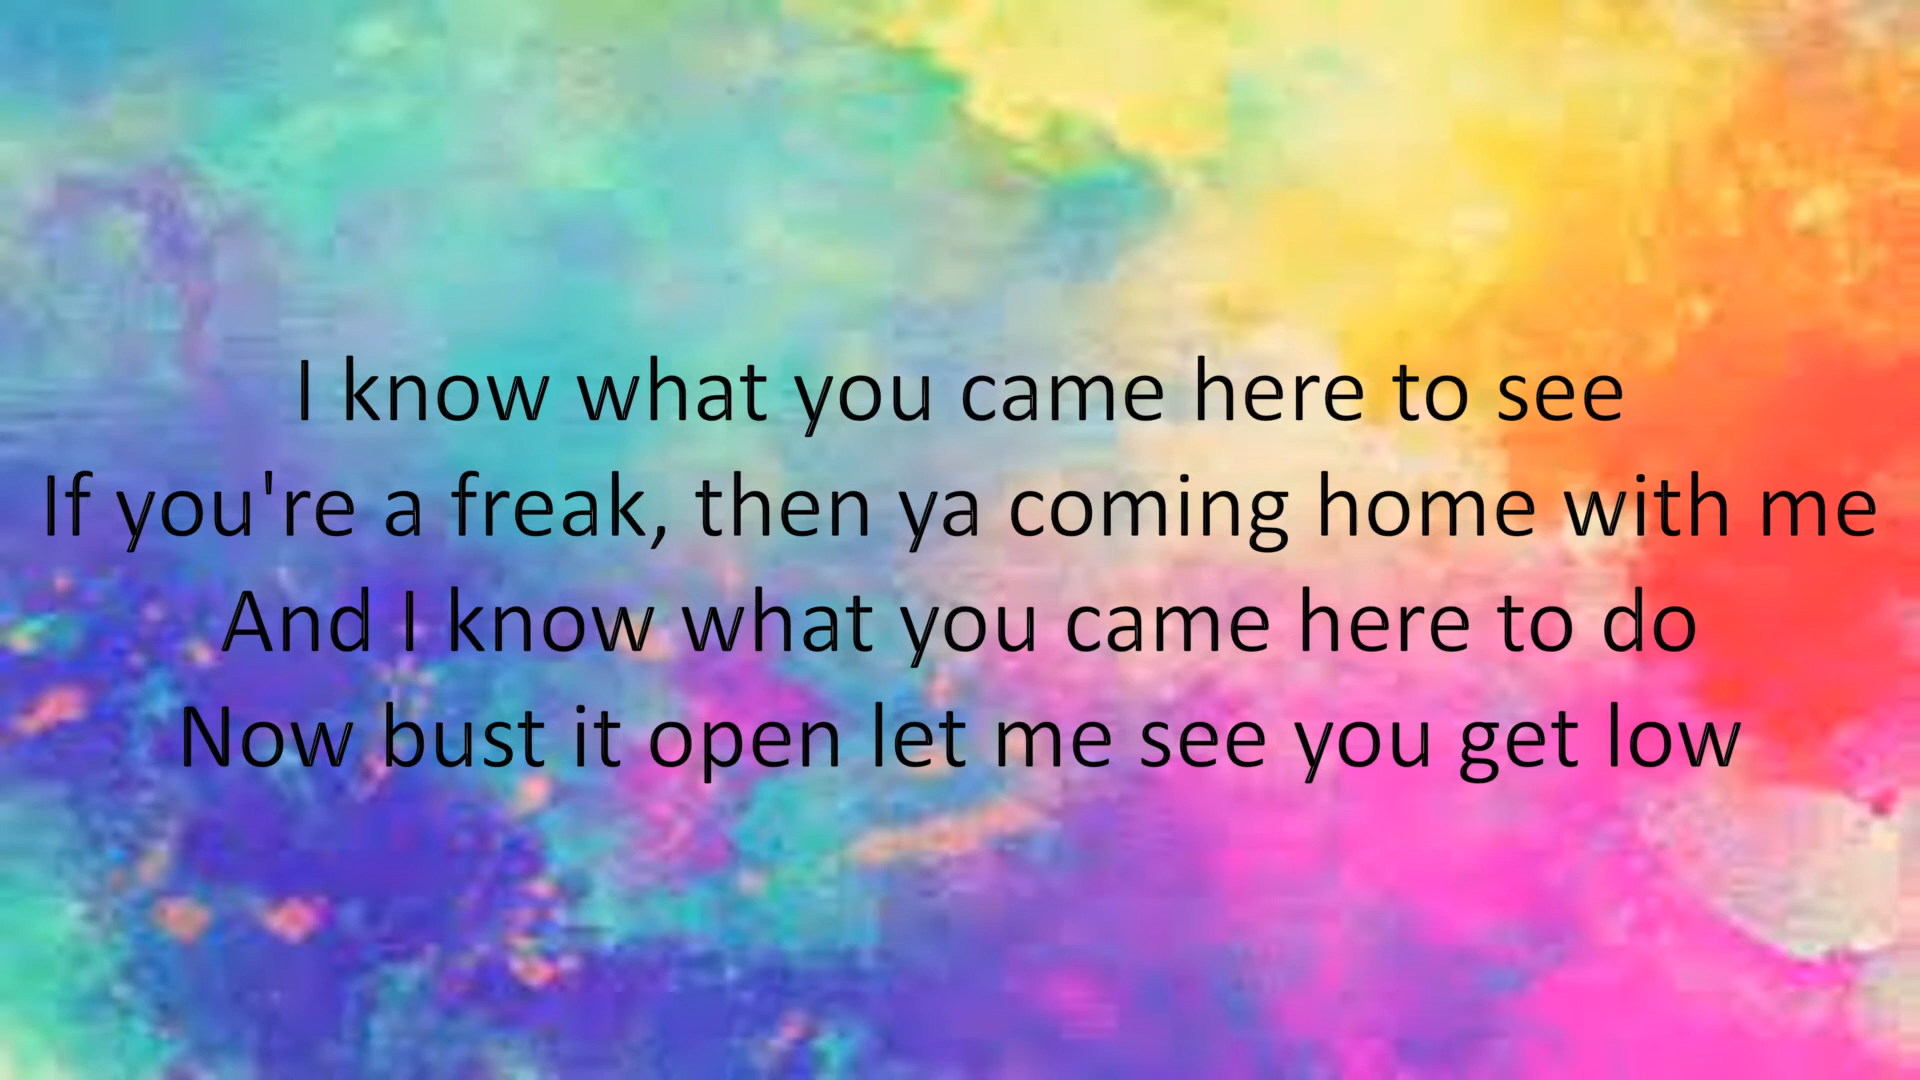 I know what you came here to see
If you're a freak, then ya coming home with me
And I know what you came here to do
Now bust it open let me see you get low